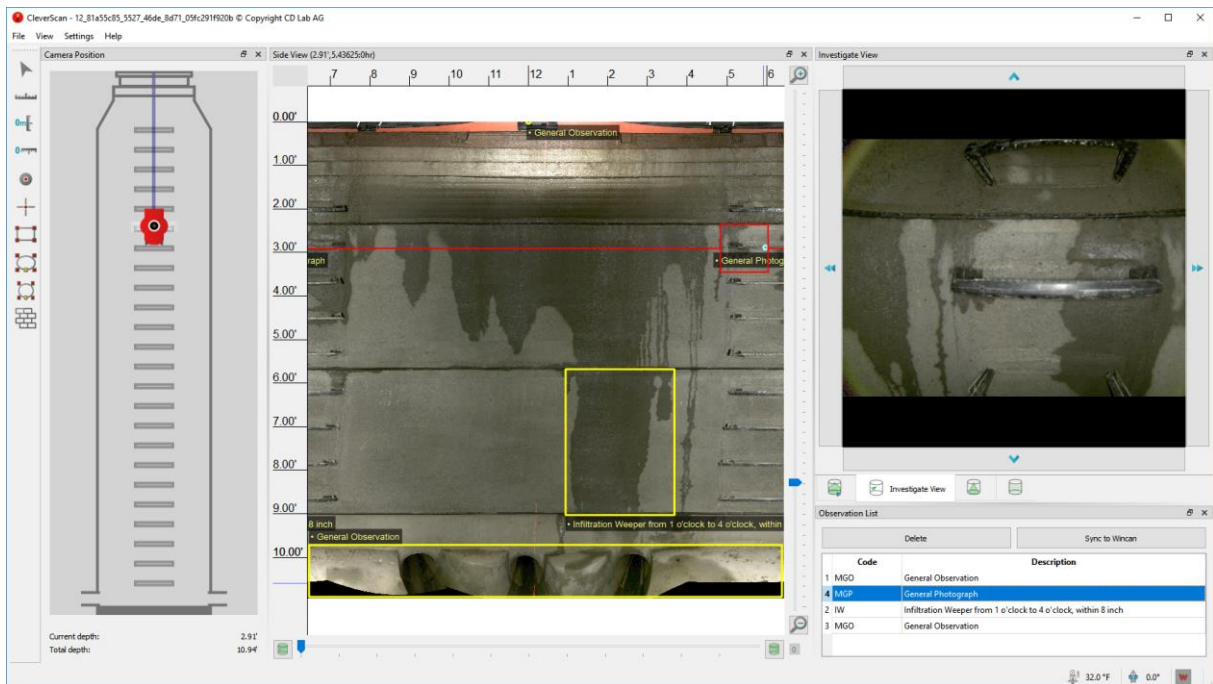 CleverScan - 12_81a55c85_5527_46de_8d71_05fc291f920b © Copyright CD Lab AG
File View Settings Help
Camera Position
Current depth: 2.91'
Total depth: 10.94'
Side View (2.91',5.43625:0hr)
7 8 9 10 11 12 1 2 3 4 5 6
0.00'
• General Observation
1.00'
2.00'
3.00'
raph
• General Photog
4.00'
5.00'
6.00'
7.00'
8.00'
9.00'
8 inch
• Infiltration Weeper from 1 o'clock to 4 o'clock, within
• General Observation
10.00'
0
Investigate View
Investigate View
Observation List
Delete Sync to Wincan
Code Description
1 MGO General Observation
4 MGP General Photograph
2 IW Infiltration Weeper from 1 o'clock to 4 o'clock, within 8 inch
3 MGO General Observation
32.0 °F 0.0° W
0m
0